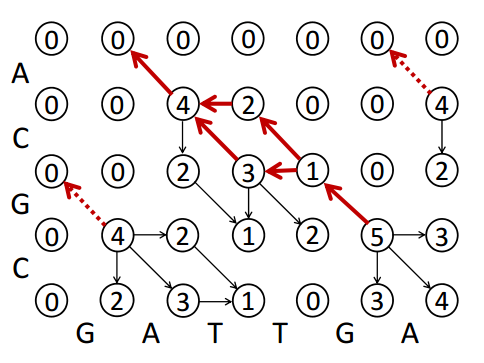 0 0 0 0 0 0 0
A
0 0 4 2 0 0 4
C
0 0 2 3 1 0 2
G
0 4 2 1 2 5 3
C
0 2 3 1 0 3 4
G A T T G A